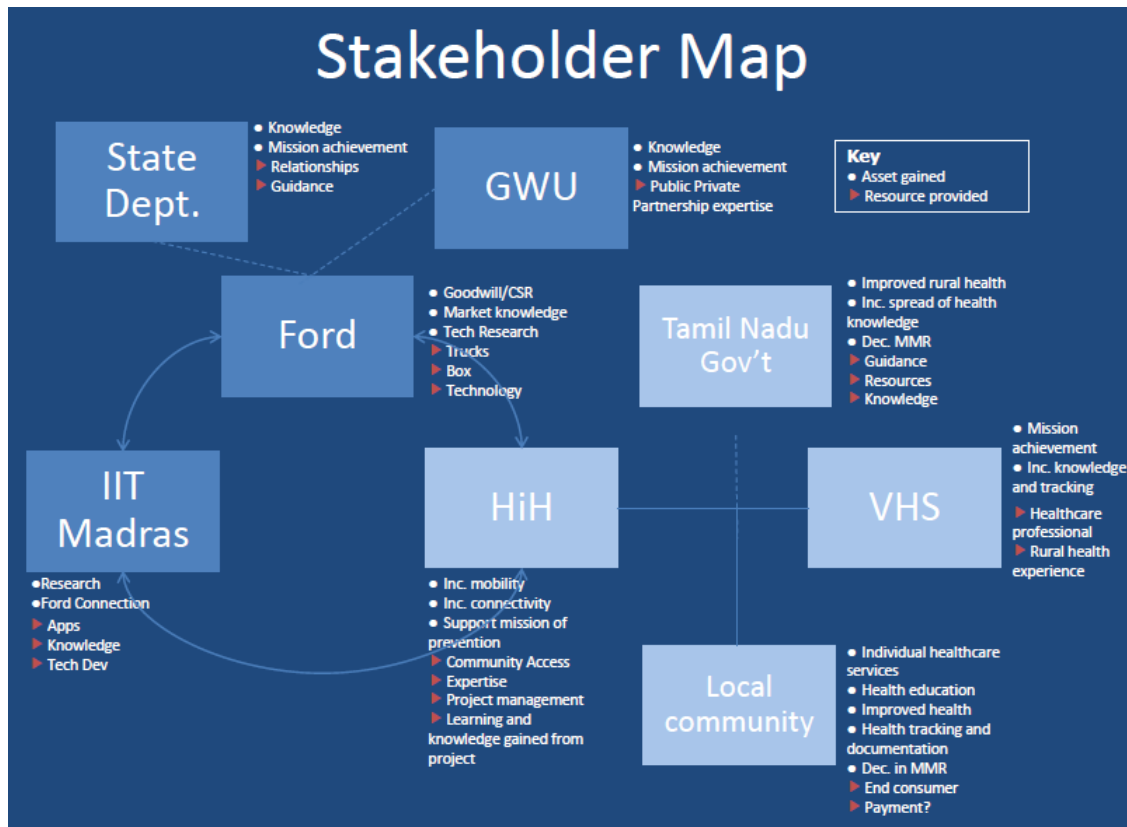 Stakeholder Map
State
Dept.
● Knowledge
● Mission achievement
▶ Relationships
▶ Guidance
GWU
● Knowledge
● Mission achievement
▶ Public Private
Partnership expertise
Key
● Asset gained
▶ Resource provided
Ford
● Goodwill/CSR
● Market knowledge
● Tech Research
▶ Trucks
▶ Box
▶ Technology
Tamil Nadu
Gov't
● Improved rural health
● Inc. spread of health
knowledge
● Dec. MMR
▶ Guidance
▶ Resources
▶ Knowledge
IIT
Madras
●Research
●Ford Connection
▶ Apps
▶ Knowledge
▶ Tech Dev
HiH
● Inc. mobility
● Inc. connectivity
● Support mission of
prevention
▶ Community Access
▶ Expertise
▶ Project management
▶ Learning and
knowledge gained from
project
VHS
● Mission
achievement
● Inc. knowledge
and tracking
▶ Healthcare
professional
▶ Rural health
experience
Local
community
● Individual healthcare
services
● Health education
● Improved health
● Health tracking and
documentation
● Dec. in MMR
▶ End consumer
▶ Payment?